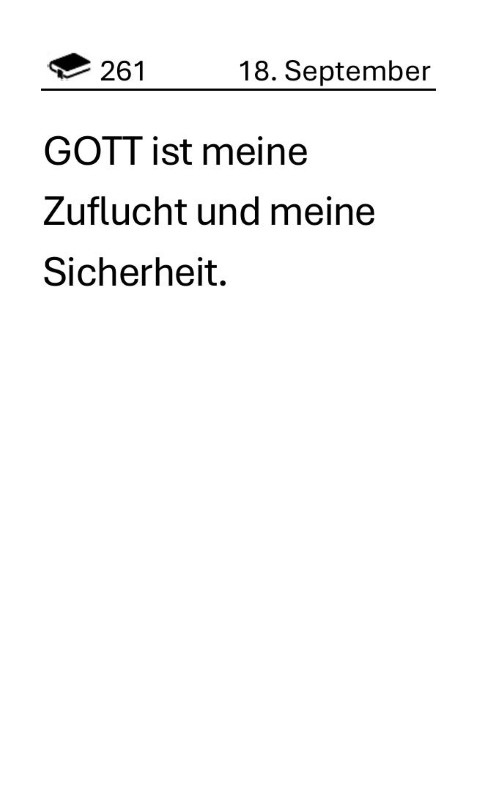 261 18. September
GOTT ist meine
Zuflucht und meine
Sicherheit.